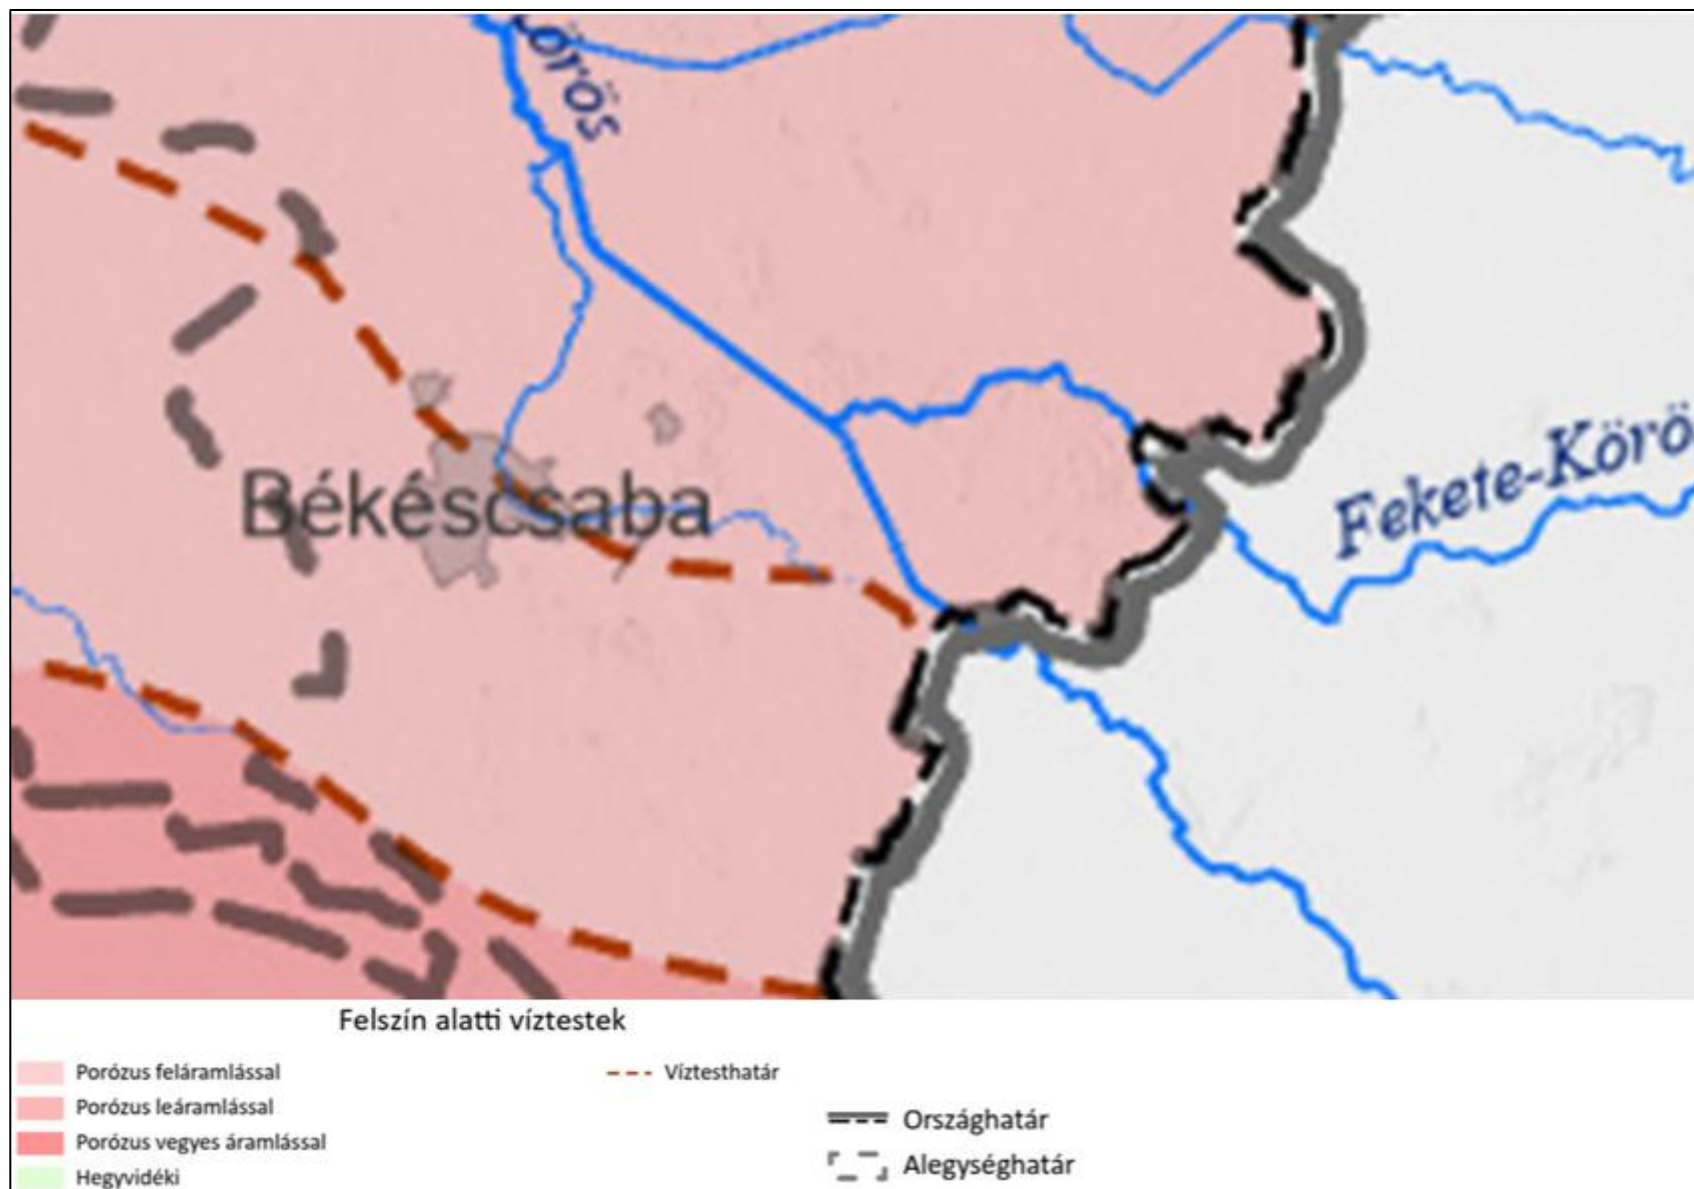 Körös
Fekete-Körö
Békéscsaba
Felszín alatti víztestek
Porózus feláramlással
Porózus leáramlással
Porózus vegyes áramlással
Hegyvidéki
Víztesthatár
Országhatár
Alegységhatár